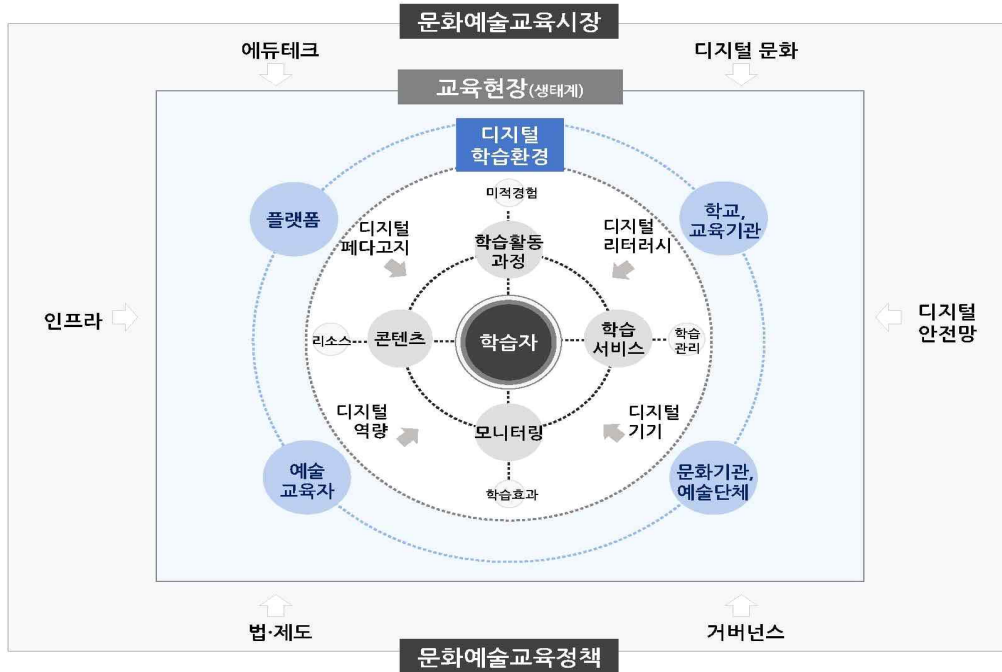 문화예술교육시장
에듀테크
디지털 문화
교육현장(생태계)
디지털
학습환경
미적경험
플랫폼
학교,
교육기관
디지털
페다고지
학습활동
과정
디지털
리터러시
인프라
리소스
콘텐츠
학습자
학습
서비스
학습
관리
디지털
안전망
디지털
역량
모니터링
디지털
기기
예술
교육자
학습효과
문화기관,
예술단체
법·제도
거버넌스
문화예술교육정책